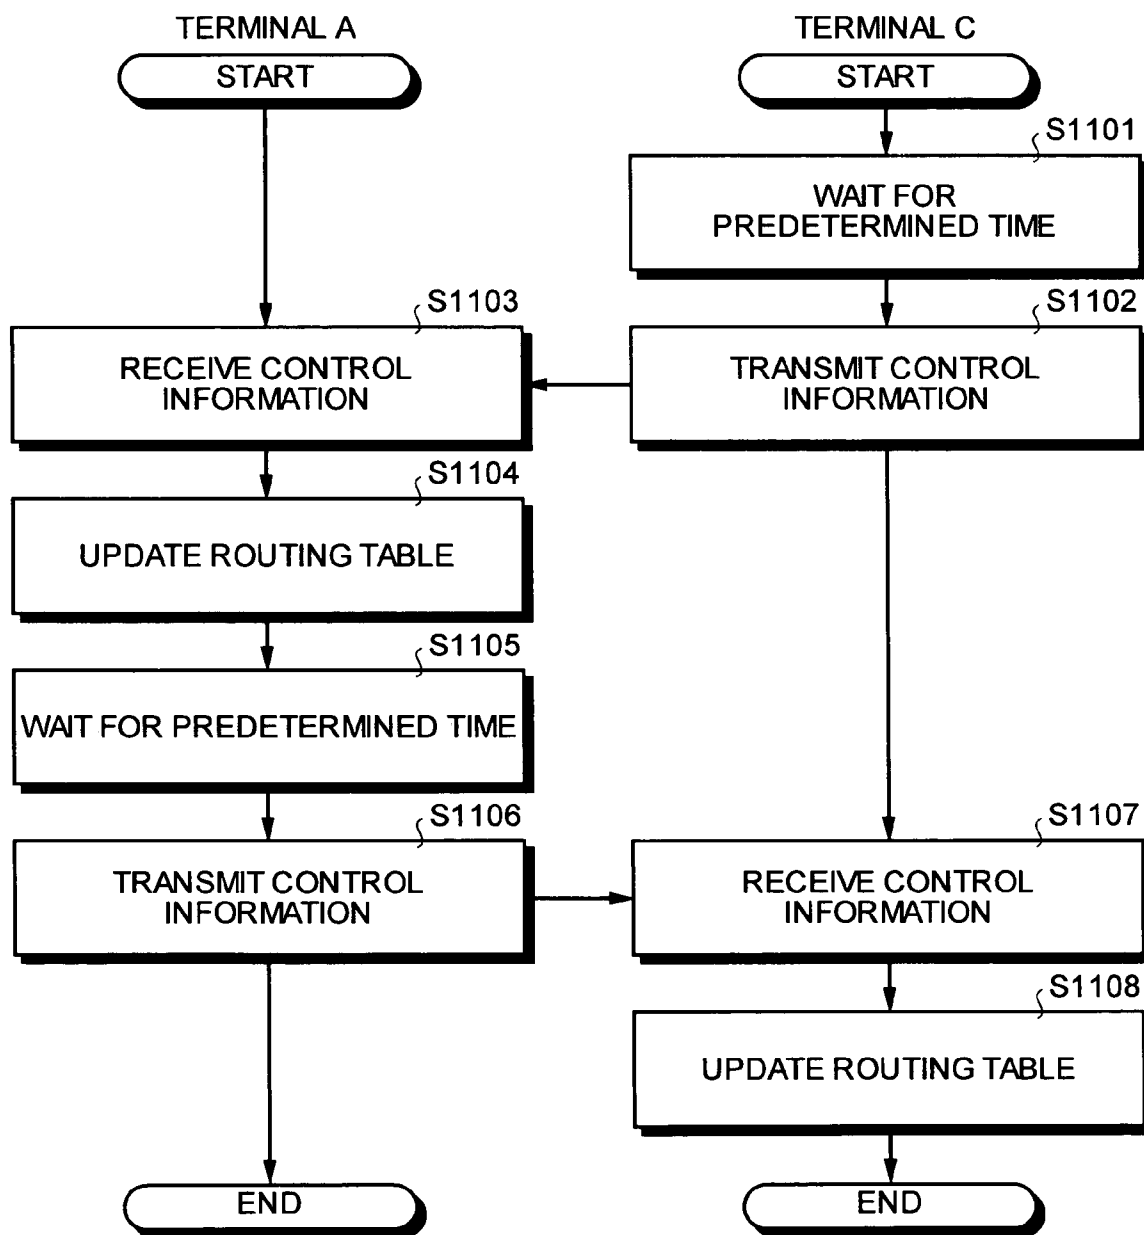 TERMINAL A
TERMINAL C
START
START
S1101
WAIT FOR
PREDETERMINED TIME
S1103
S1102
RECEIVE CONTROL
INFORMATION
TRANSMIT CONTROL
INFORMATION
S1104
UPDATE ROUTING TABLE
S1105
WAIT FOR PREDETERMINED TIME
S1106
S1107
TRANSMIT CONTROL
INFORMATION
RECEIVE CONTROL
INFORMATION
S1108
UPDATE ROUTING TABLE
END
END